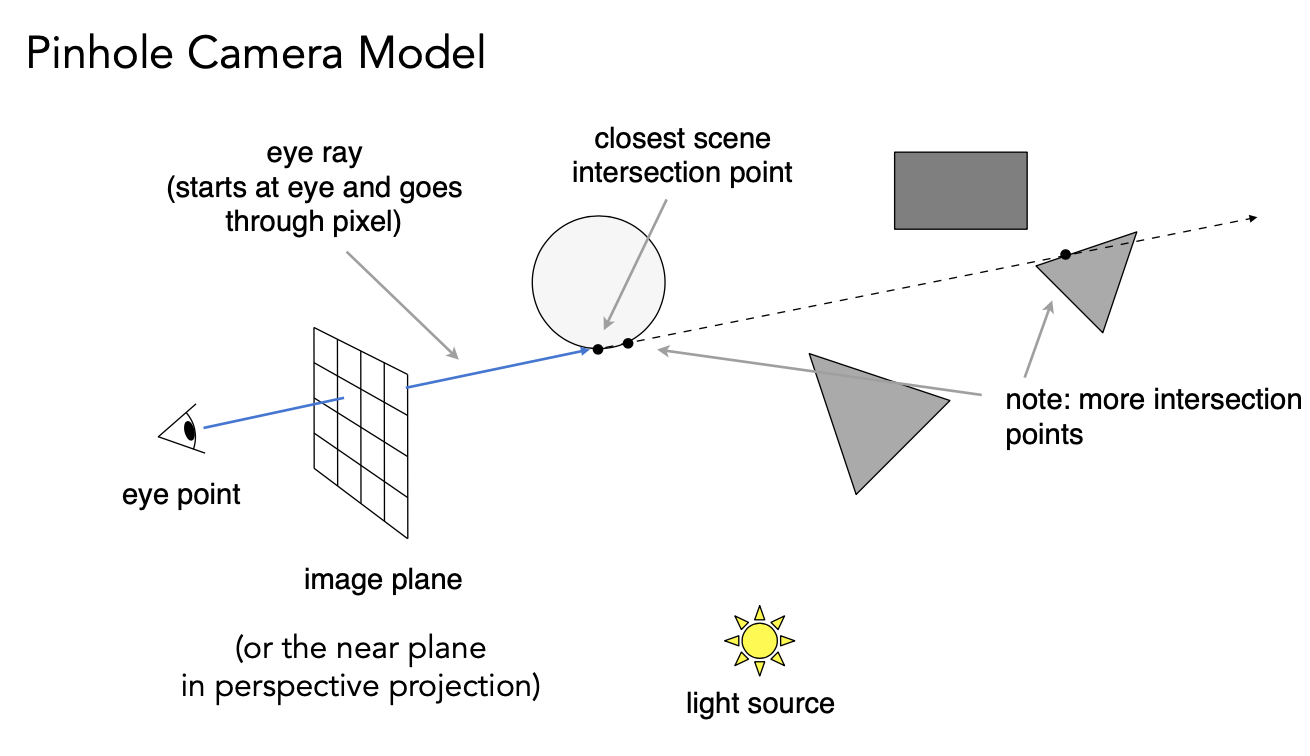 Pinhole Camera Model
closest scene
intersection point
eye ray
(starts at eye and goes
through pixel)
note: more intersection
points
eye point
image plane
(or the near plane
in perspective projection)
light source